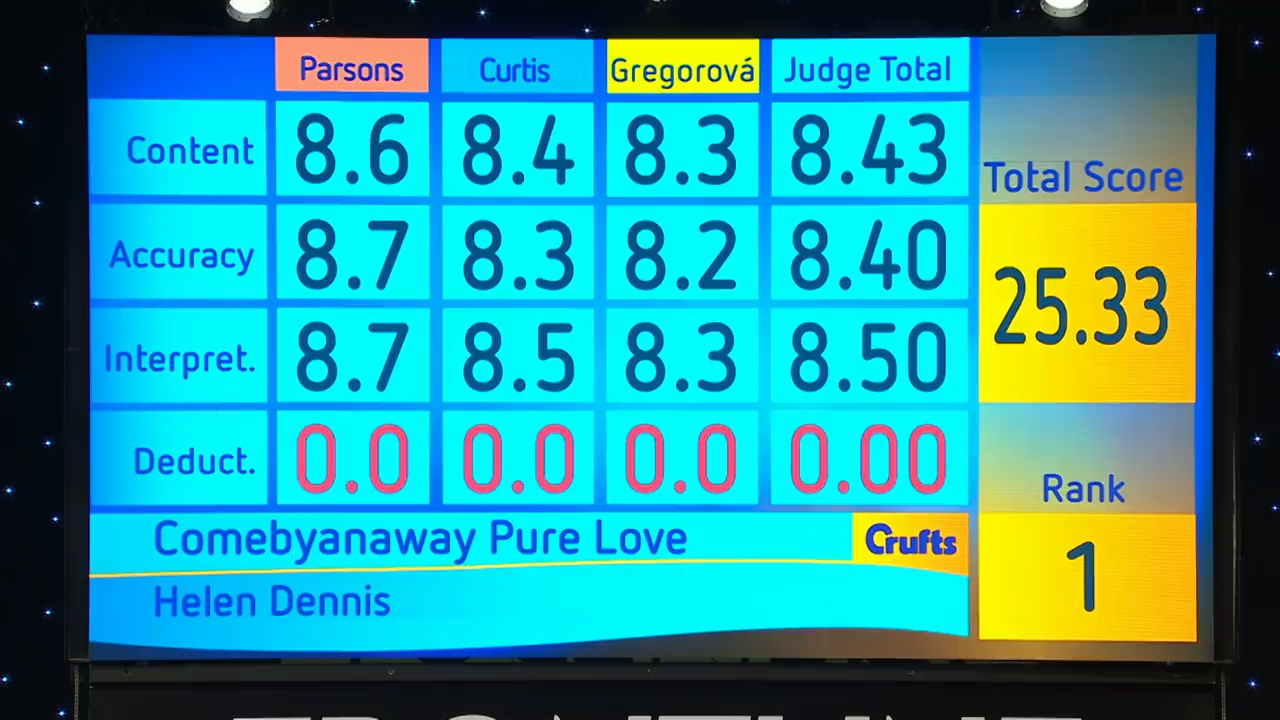 Parsons Curtis Gregorová Judge Total
Content 8.6 8.4 8.3 8.43
Total Score
Accuracy 8.7 8.3 8.2 8.40
25.33
Interpret. 8.7 8.5 8.3 8.50
Deduct. 0.0 0.0 0.0 0.00
Rank
1
Comebyanaway Pure Love Crufts
Helen Dennis